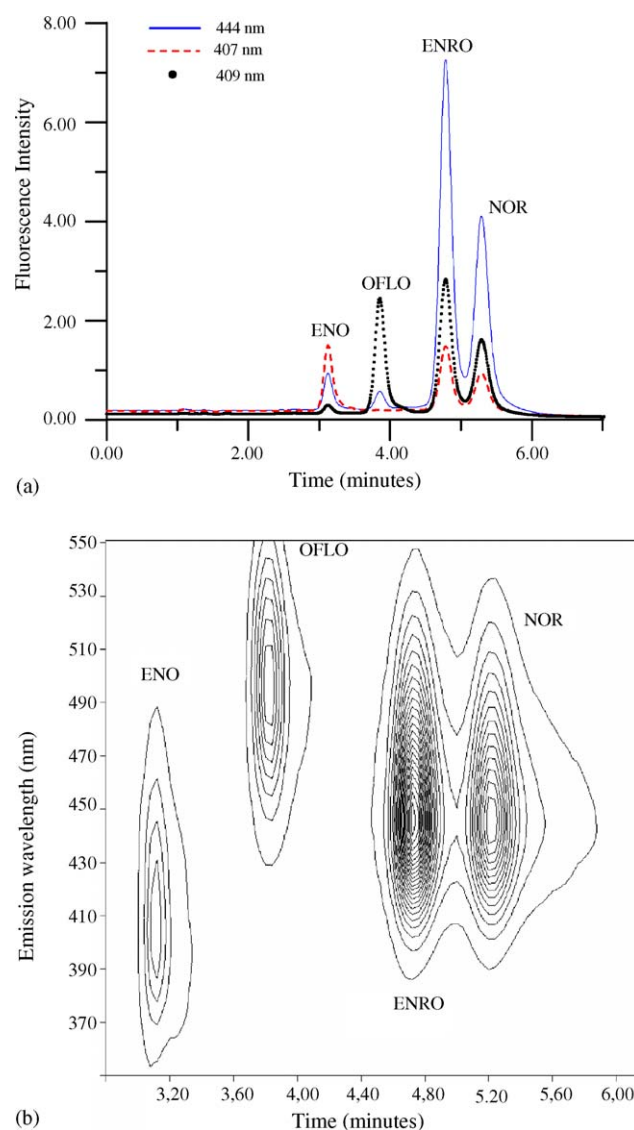 8.00
444 nm
407 nm
409 nm
ENRO
6.00
NOR
4.00
OFLO
2.00
ENO
0.00
Fluorescence Intensity
0.00 2.00 4.00 6.00
Time (minutes)
(a)
550
OFLO
530
NOR
510
ENO
490
470
450
430
410
390
ENRO
370
Emission wavelength (nm)
3,20 3,60 4,00 4,40 4,80 5,20 5,60 6,00
Time (minutes)
(b)